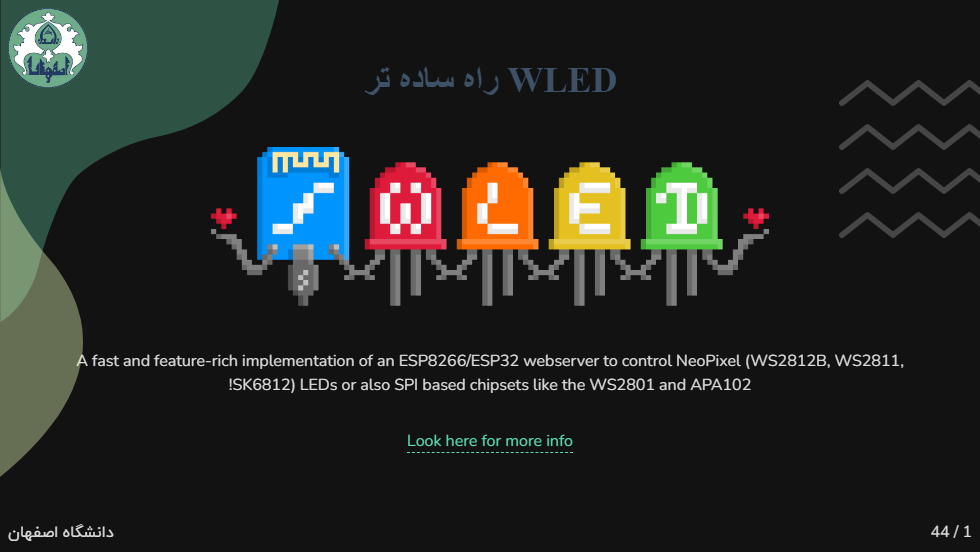 راه ساده تر WLED
WLED
A fast and feature-rich implementation of an ESP8266/ESP32 webserver to control NeoPixel (WS2812B, WS2811,
!SK6812) LEDs or also SPI based chipsets like the WS2801 and APA102
Look here for more info
دانشگاه اصفهان
44 / 1